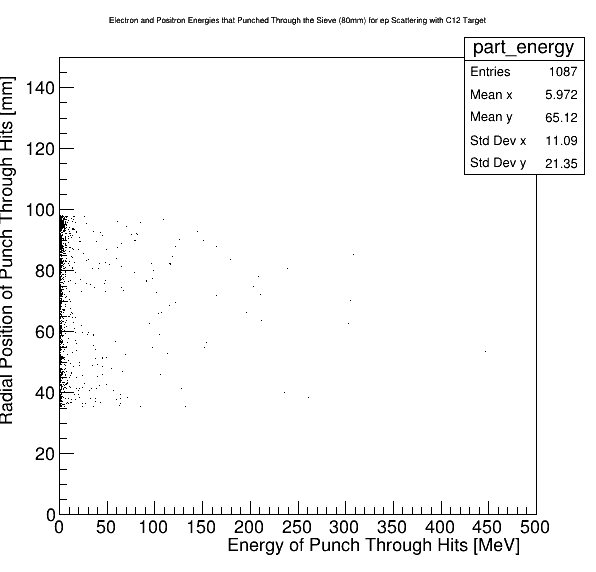 Electron and Positron Energies that Punched Through the Sieve (80mm) for ep Scattering with C12 Target
part_energy
Entries 1087
Mean x 5.972
Mean y 65.12
Std Dev x 11.09
Std Dev y 21.35
Radial Position of Punch Through Hits [mm]
140
120
100
80
60
40
20
0
0 50 100 150 200 250 300 350 400 450 500
Energy of Punch Through Hits [MeV]